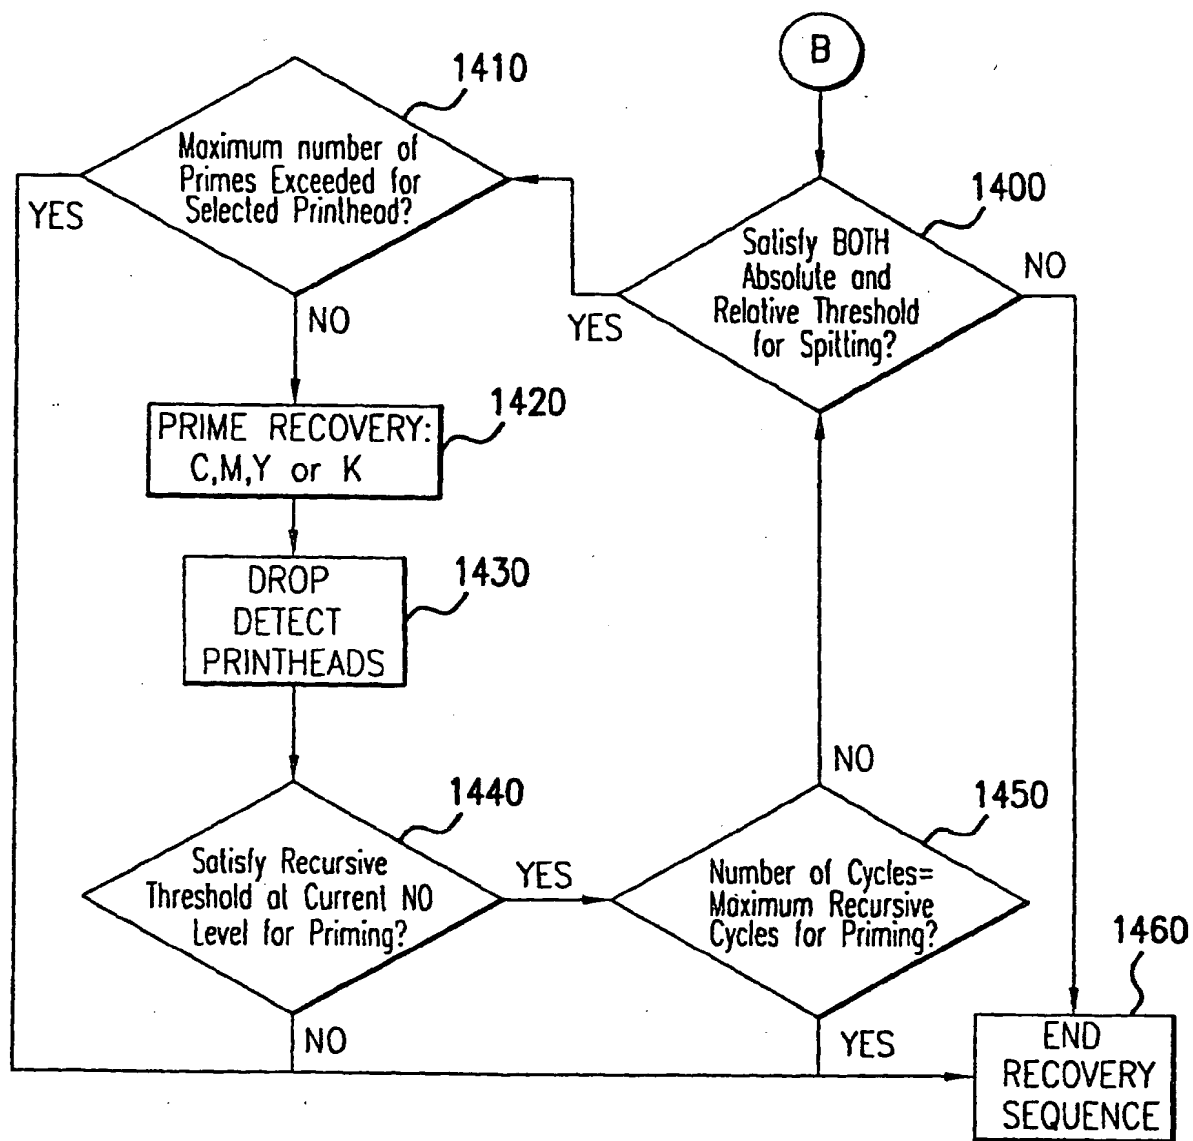 B
1400
Satisfy BOTH
Absolute and
Relative Threshold
for Spitting?
NO
YES
1410
Maximum number of
Primes Exceeded for
Selected Printhead?
YES
NO
1420
PRIME RECOVERY:
C,M,Y or K
1430
DROP
DETECT
PRINTHEADS
1440
Satisfy Recursive
Threshold at Current NO
Level for Priming?
YES
NO
1450
Number of Cycles=
Maximum Recursive
Cycles for Priming?
NO
YES
1460
END
RECOVERY
SEQUENCE